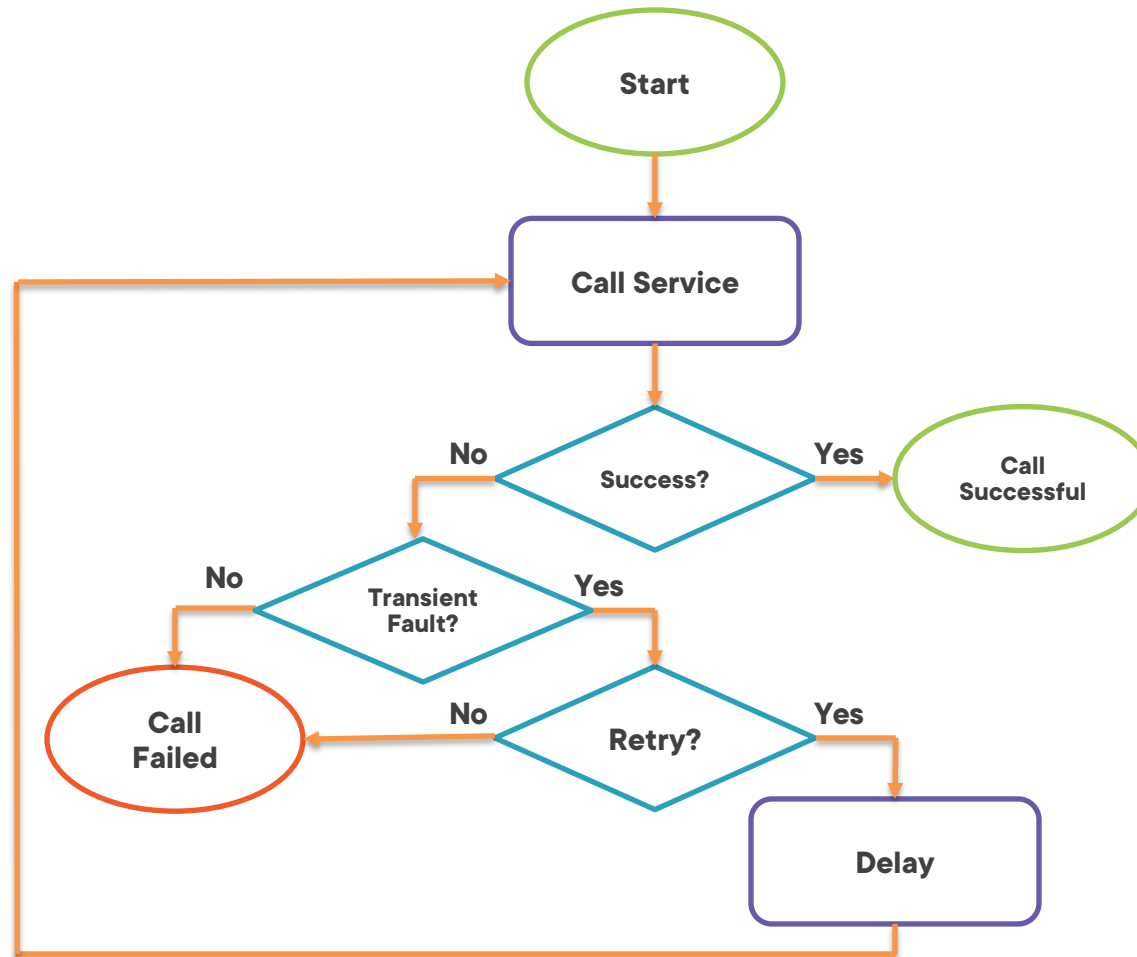 Start
Call Service
No
Yes
Success?
Call
Successful
No
Yes
Transient
Fault?
Call
Failed
No
Yes
Retry?
Delay